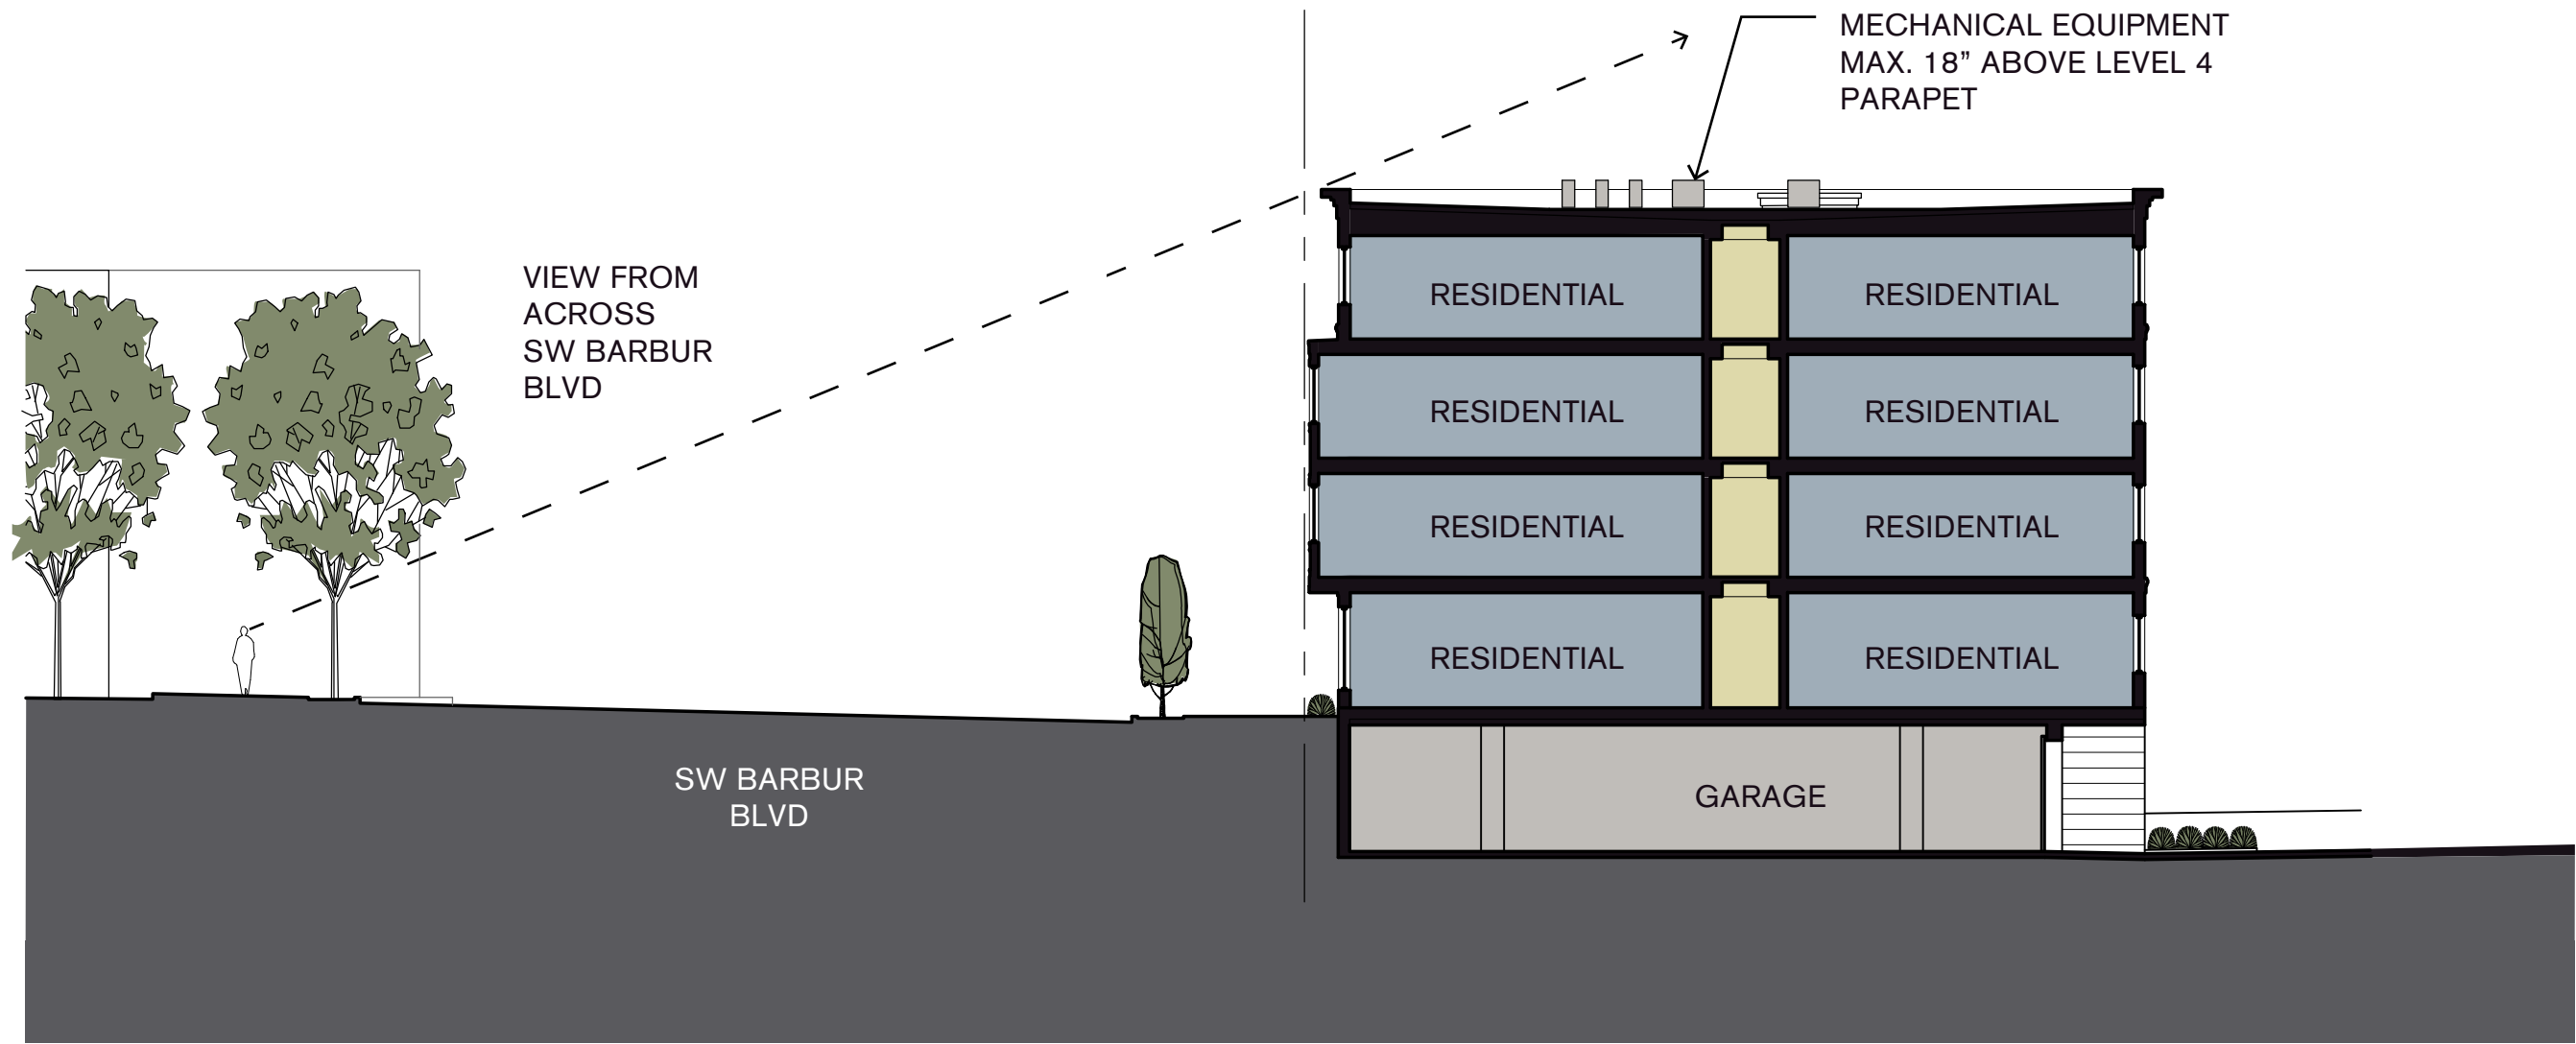 MECHANICAL EQUIPMENT
MAX. 18” ABOVE LEVEL 4
PARAPET
VIEW FROM
ACROSS
SW BARBUR
BLVD
RESIDENTIAL
RESIDENTIAL
RESIDENTIAL
RESIDENTIAL
RESIDENTIAL
RESIDENTIAL
RESIDENTIAL
RESIDENTIAL
SW BARBUR
BLVD
GARAGE